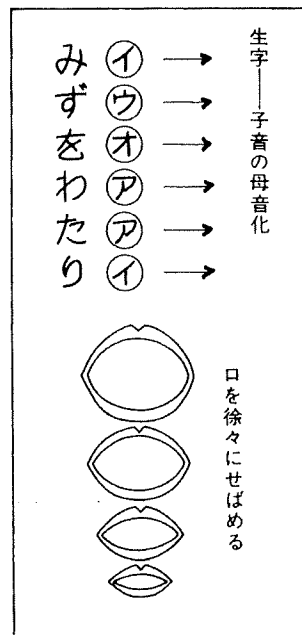 生字――子音の母音化
み イ →
ず ウ →
を オ →
わ ア →
た ア →
り イ →
口を徐々にせばめる